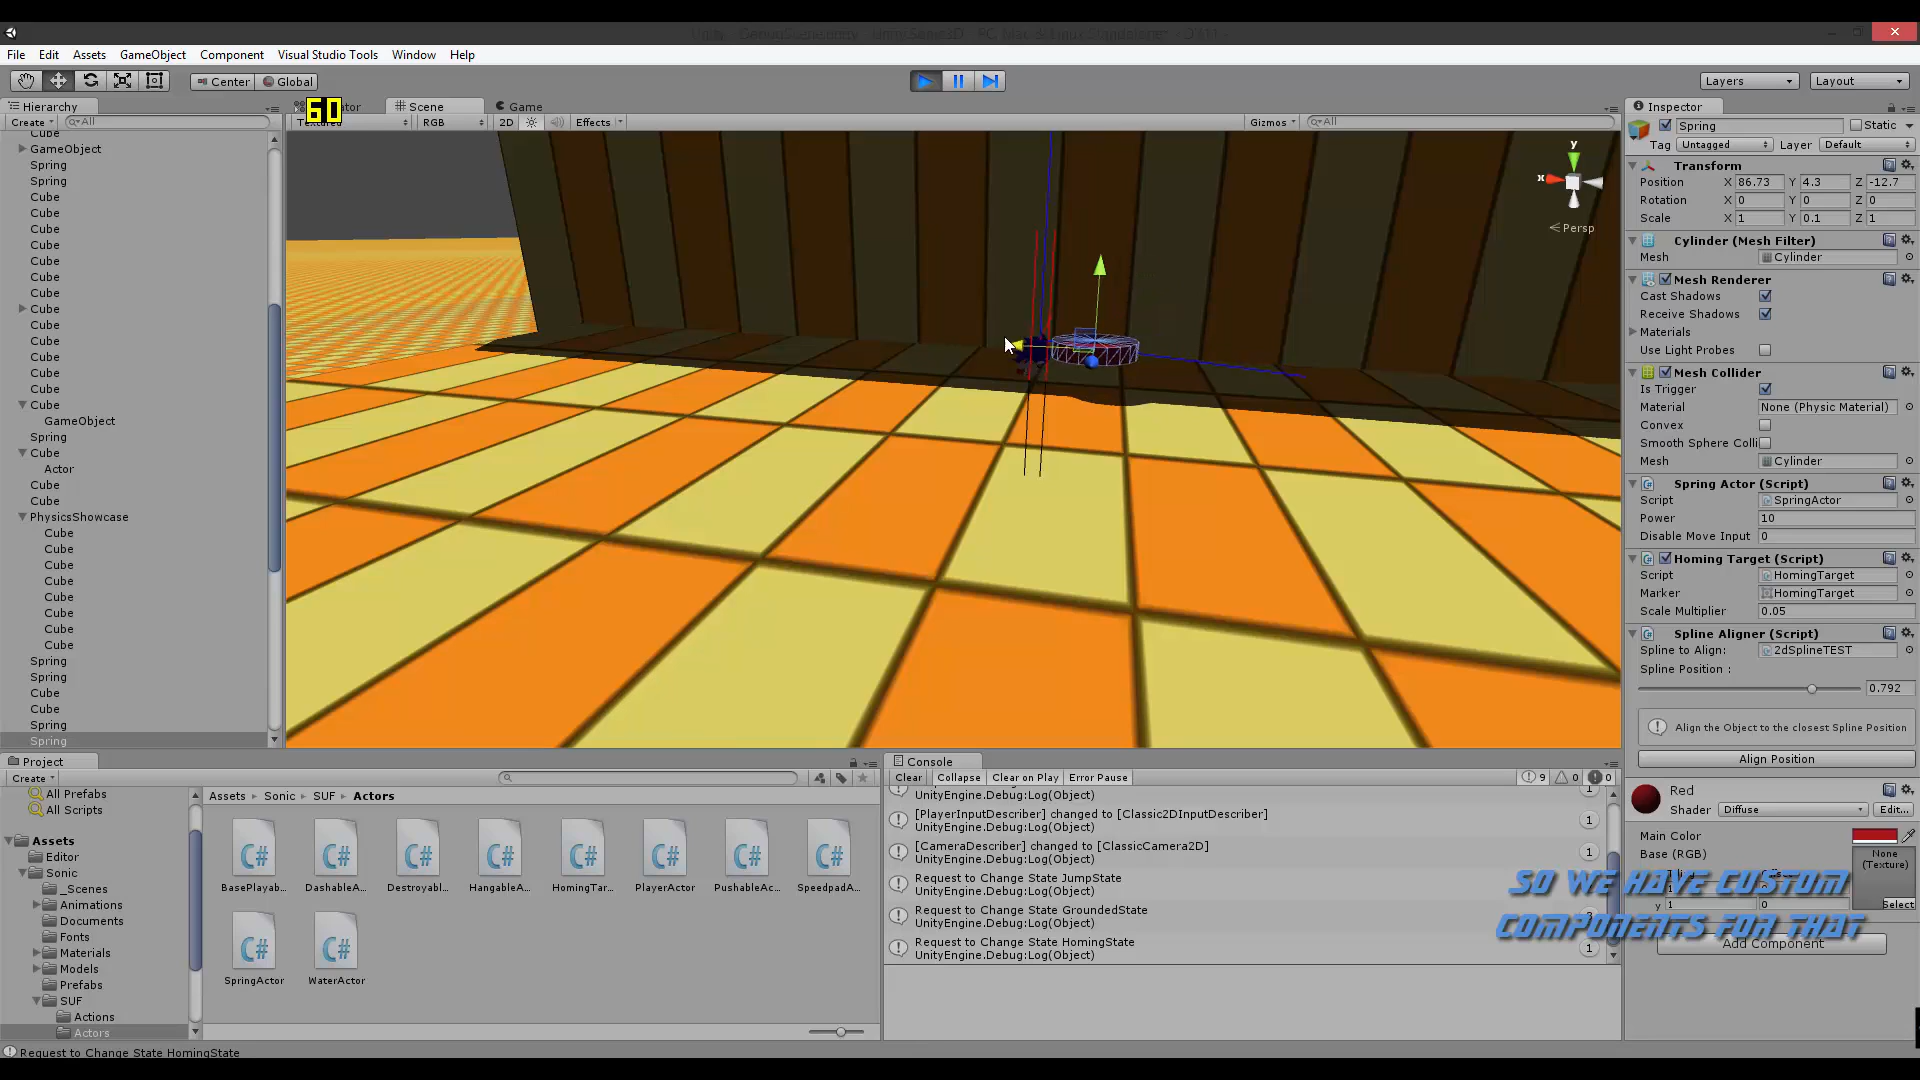 File Edit Assets GameObject Component Visual Studio Tools Window Help
Center Global
Layers Layout
Hierarchy
Create All
Cube
GameObject
Spring
Spring
Cube
Cube
Cube
Cube
Cube
Cube
Cube
Cube
Cube
Cube
Cube
Cube
Cube
Cube
GameObject
Spring
Cube
Actor
Cube
Cube
PhysicsShowcase
Cube
Cube
Cube
Cube
Cube
Cube
Cube
Cube
Spring
Spring
Cube
Cube
Spring
Spring
60
Scene Game
Textured RGB 2D Effects Gizmos All
y
x
Persp
Inspector
Spring Static
Tag Untagged Layer Default
Transform
Position X 86.73 Y 4.3 Z -12.7
Rotation X 0 Y 0 Z 0
Scale X 1 Y 0.1 Z 1
Cylinder (Mesh Filter)
Mesh Cylinder
Mesh Renderer
Cast Shadows
Receive Shadows
Materials
Use Light Probes
Mesh Collider
Is Trigger
Material None (Physic Material)
Convex
Smooth Sphere Colli
Mesh Cylinder
Spring Actor (Script)
Script SpringActor
Power 10
Disable Move Input 0
Homing Target (Script)
Script HomingTarget
Marker HomingTarget
Scale Multiplier 0.05
Spline Aligner (Script)
Spline to Align: 2dSplineTEST
Spline Position :
0.792
Align the Object to the closest Spline Position
Align Position
Red
Shader Diffuse Edit...
Main Color
Base (RGB)
None
(Texture)
y 1 0
Select
Add Component
SO WE HAVE CUSTOM
COMPONENTS FOR THAT
Project
Create
All Prefabs
All Scripts
Assets
Editor
Sonic
_Scenes
Animations
Documents
Fonts
Materials
Models
Prefabs
SUF
Actions
Actors
Assets Sonic SUF Actors
BasePlayab... DashableA... Destroyabl... HangableA... HomingTar... PlayerActor PushableAc... SpeedpadA...
SpringActor WaterActor
Console
Clear Collapse Clear on Play Error Pause 9 0 0
UnityEngine.Debug:Log(Object) 1
[PlayerInputDescriber] changed to [Classic2DInputDescriber]
UnityEngine.Debug:Log(Object) 1
[CameraDescriber] changed to [ClassicCamera2D]
UnityEngine.Debug:Log(Object) 1
Request to Change State JumpState
UnityEngine.Debug:Log(Object)
Request to Change State GroundedState
UnityEngine.Debug:Log(Object)
Request to Change State HomingState
UnityEngine.Debug:Log(Object) 1
Request to Change State HomingState